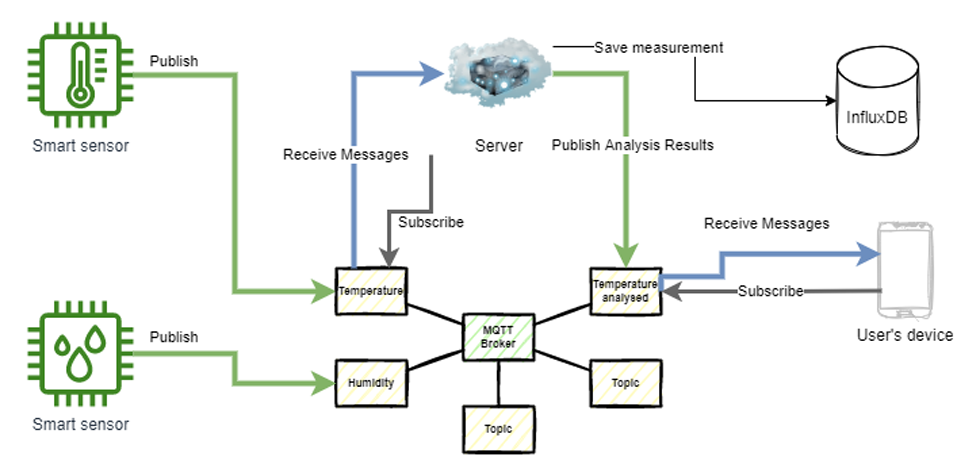 Publish
Save measurement
InfluxDB
Smart sensor
Server
Receive Messages
Publish Analysis Results
Subscribe
Receive Messages
Temperature
Temperature
analysed
Subscribe
MQTT
Broker
User's device
Publish
Humidity
Topic
Smart sensor
Topic